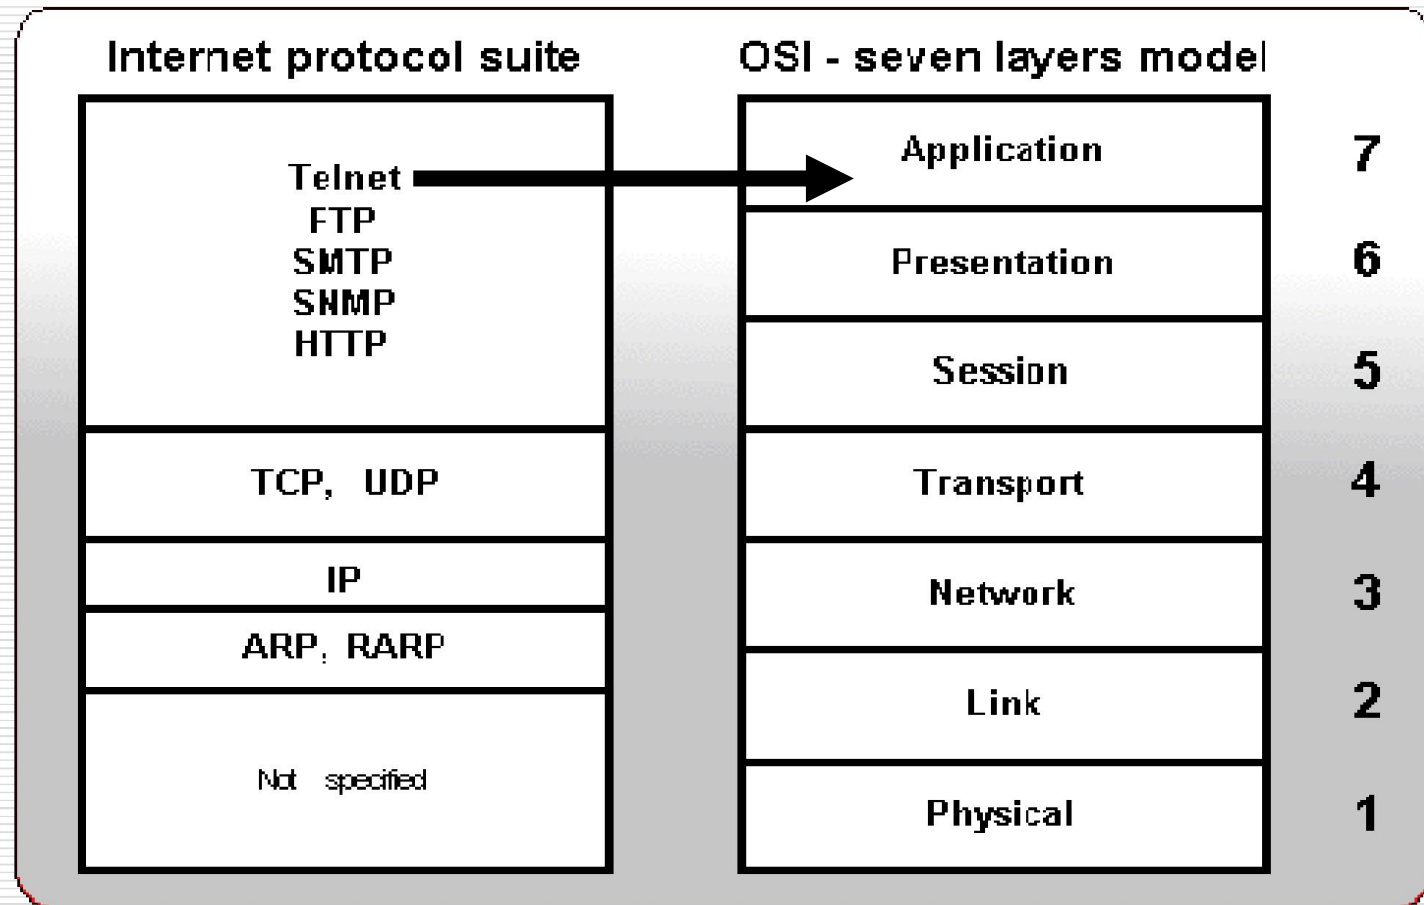 Internet protocol suite
Telnet
FTP
SMTP
SNMP
HTTP
TCP, UDP
IP
ARP, RARP
Not specified
OSI - seven layers model
Application 7
Presentation 6
Session 5
Transport 4
Network 3
Link 2
Physical 1